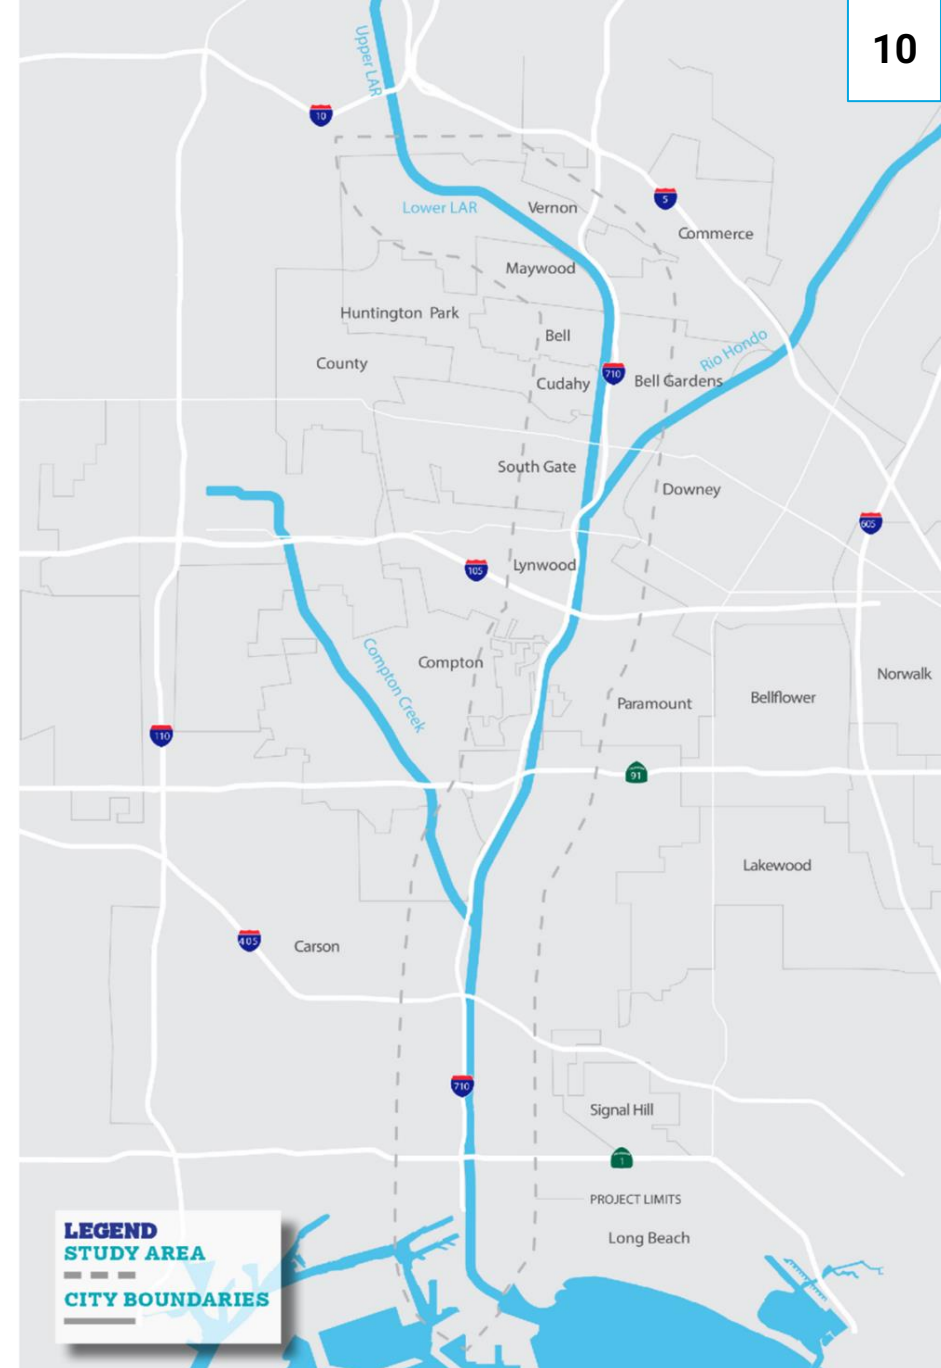 10
Upper LAR
10
Lower LAR
Vernon
5
Commerce
Maywood
Huntington Park
Bell
Rio Hondo
County
Cudahy
710
Bell Gardens
South Gate
Downey
605
105
Lynwood
Compton Creek
Compton
Norwalk
Paramount
Bellflower
110
91
Lakewood
405
Carson
710
Signal Hill
1
PROJECT LIMITS
Long Beach
LEGEND
STUDY AREA
CITY BOUNDARIES